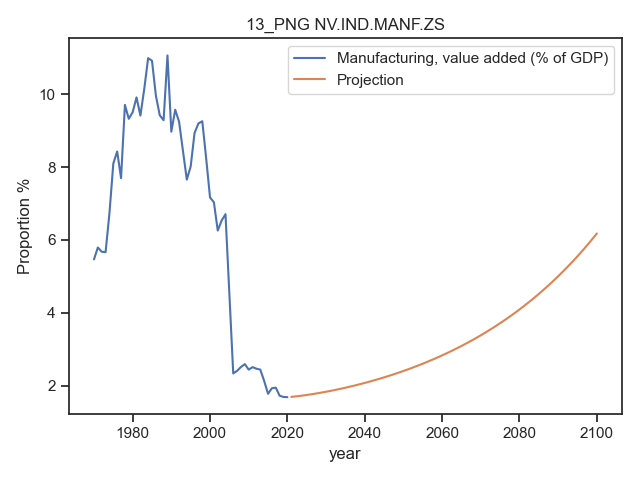 13_PNG NV.IND.MANF.ZS
Manufacturing, value added (% of GDP)
Projection
Proportion %
10
8
6
4
2
1980
2000
2020
2040
2060
2080
2100
year